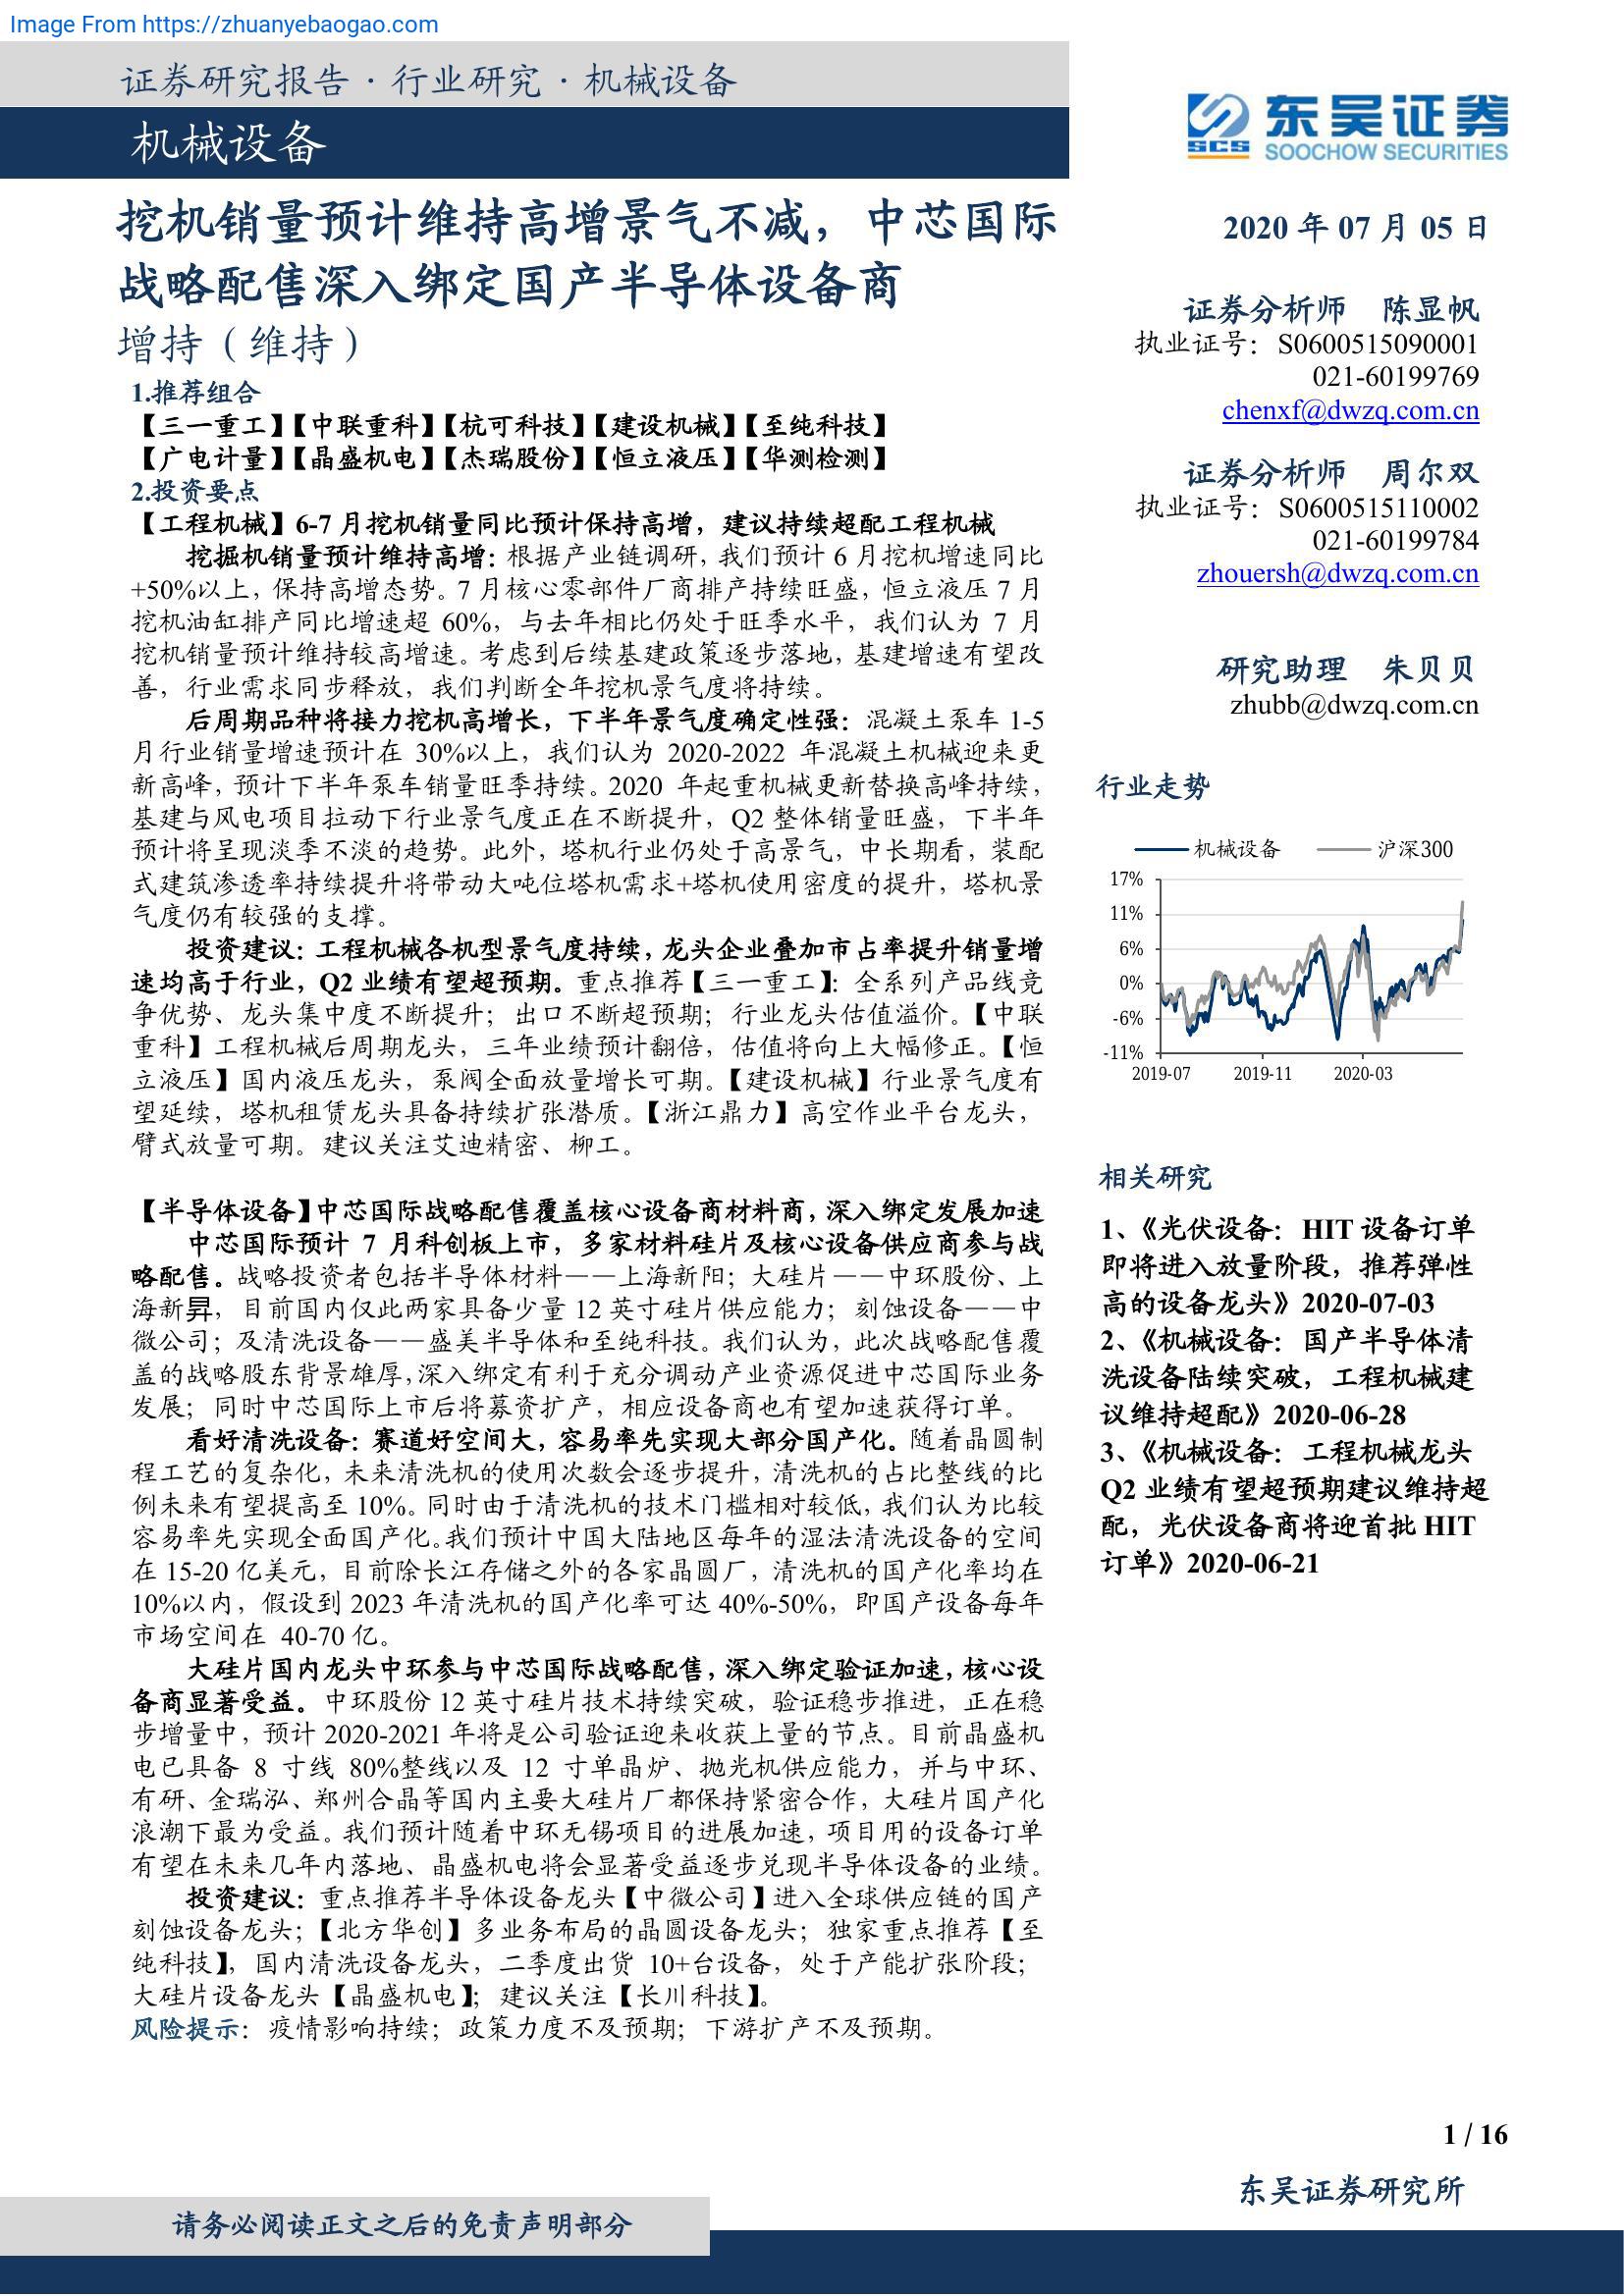 Image From https://zhuanyebaogao.com
证券研究报告·行业研究·机械设备
机械设备
东吴证券
SCS
SOOCHOW SECURITIES
挖机销量预计维持高增景气不减，中芯国际
战略配售深入绑定国产半导体设备商
增持（维持）
1.推荐组合
【三一重工】【中联重科】【杭可科技】【建设机械】【至纯科技】
【广电计量】【晶盛机电】【杰瑞股份】【恒立液压】【华测检测】
2.投资要点
【工程机械】6-7 月挖机销量同比预计保持高增，建议持续超配工程机械
挖掘机销量预计维持高增：根据产业链调研，我们预计 6 月挖机增速同比
+50%以上，保持高增态势。7 月核心零部件厂商排产持续旺盛，恒立液压 7 月
挖机油缸排产同比增速超 60%，与去年相比仍处于旺季水平，我们认为 7 月
挖机销量预计维持较高增速。考虑到后续基建政策逐步落地，基建增速有望改
善，行业需求同步释放，我们判断全年挖机景气度将持续。
后周期品种将接力挖机高增长，下半年景气度确定性强：混凝土泵车 1-5
月行业销量增速预计在 30%以上，我们认为 2020-2022 年混凝土机械迎来更
新高峰，预计下半年泵车销量旺季持续。2020 年起重机械更新替换高峰持续，
基建与风电项目拉动下行业景气度正在不断提升，Q2 整体销量旺盛，下半年
预计将呈现淡季不淡的趋势。此外，塔机行业仍处于高景气，中长期看，装配
式建筑渗透率持续提升将带动大吨位塔机需求+塔机使用密度的提升，塔机景
气度仍有较强的支撑。
投资建议：工程机械各机型景气度持续，龙头企业叠加市占率提升销量增
速均高于行业，Q2 业绩有望超预期。重点推荐【三一重工】：全系列产品线竞
争优势、龙头集中度不断提升；出口不断超预期；行业龙头估值溢价。【中联
重科】工程机械后周期龙头，三年业绩预计翻倍，估值将向上大幅修正。【恒
立液压】国内液压龙头，泵阀全面放量增长可期。【建设机械】行业景气度有
望延续，塔机租赁龙头具备持续扩张潜质。【浙江鼎力】高空作业平台龙头，
臂式放量可期。建议关注艾迪精密、柳工。
【半导体设备】中芯国际战略配售覆盖核心设备商材料商，深入绑定发展加速
中芯国际预计 7 月科创板上市，多家材料硅片及核心设备供应商参与战
略配售。战略投资者包括半导体材料——上海新阳；大硅片——中环股份、上
海新昇，目前国内仅此两家具备少量 12 英寸硅片供应能力；刻蚀设备——中
微公司；及清洗设备——盛美半导体和至纯科技。我们认为，此次战略配售覆
盖的战略股东背景雄厚，深入绑定有利于充分调动产业资源促进中芯国际业务
发展；同时中芯国际上市后将募资扩产，相应设备商也有望加速获得订单。
看好清洗设备：赛道好空间大，容易率先实现大部分国产化。随着晶圆制
程工艺的复杂化，未来清洗机的使用次数会逐步提升，清洗机的占比整线的比
例未来有望提高至 10%。同时由于清洗机的技术门槛相对较低，我们认为比较
容易率先实现全面国产化。我们预计中国大陆地区每年的湿法清洗设备的空间
在 15-20 亿美元，目前除长江存储之外的各家晶圆厂，清洗机的国产化率均在
10%以内，假设到 2023 年清洗机的国产化率可达 40%-50%，即国产设备每年
市场空间在 40-70 亿。
大硅片国内龙头中环参与中芯国际战略配售，深入绑定验证加速，核心设
备商显著受益。中环股份 12 英寸硅片技术持续突破，验证稳步推进，正在稳
步增量中，预计 2020-2021 年将是公司验证迎来收获上量的节点。目前晶盛机
电已具备 8 寸线 80%整线以及 12 寸单晶炉、抛光机供应能力，并与中环、
有研、金瑞泓、郑州合晶等国内主要大硅片厂都保持紧密合作，大硅片国产化
浪潮下最为受益。我们预计随着中环无锡项目的进展加速，项目用的设备订单
有望在未来几年内落地、晶盛机电将会显著受益逐步兑现半导体设备的业绩。
投资建议：重点推荐半导体设备龙头【中微公司】进入全球供应链的国产
刻蚀设备龙头；【北方华创】多业务布局的晶圆设备龙头；独家重点推荐【至
纯科技】，国内清洗设备龙头，二季度出货 10+台设备，处于产能扩张阶段；
大硅片设备龙头【晶盛机电】；建议关注【长川科技】。
风险提示：疫情影响持续；政策力度不及预期；下游扩产不及预期。
2020 年 07 月 05 日
证券分析师 陈显帆
执业证号：S0600515090001
021-60199769
chenxf@dwzq.com.cn
证券分析师 周尔双
执业证号：S0600515110002
021-60199784
zhouersh@dwzq.com.cn
研究助理 朱贝贝
zhubb@dwzq.com.cn
行业走势
机械设备 沪深300
17%
11%
6%
0%
-6%
-11%
2019-07 2019-11 2020-03
相关研究
1、《光伏设备：HIT 设备订单
即将进入放量阶段，推荐弹性
高的设备龙头》2020-07-03
2、《机械设备：国产半导体清
洗设备陆续突破，工程机械建
议维持超配》2020-06-28
3、《机械设备：工程机械龙头
Q2 业绩有望超预期建议维持超
配，光伏设备商将迎首批 HIT
订单》2020-06-21
1 / 16
东吴证券研究所
请务必阅读正文之后的免责声明部分